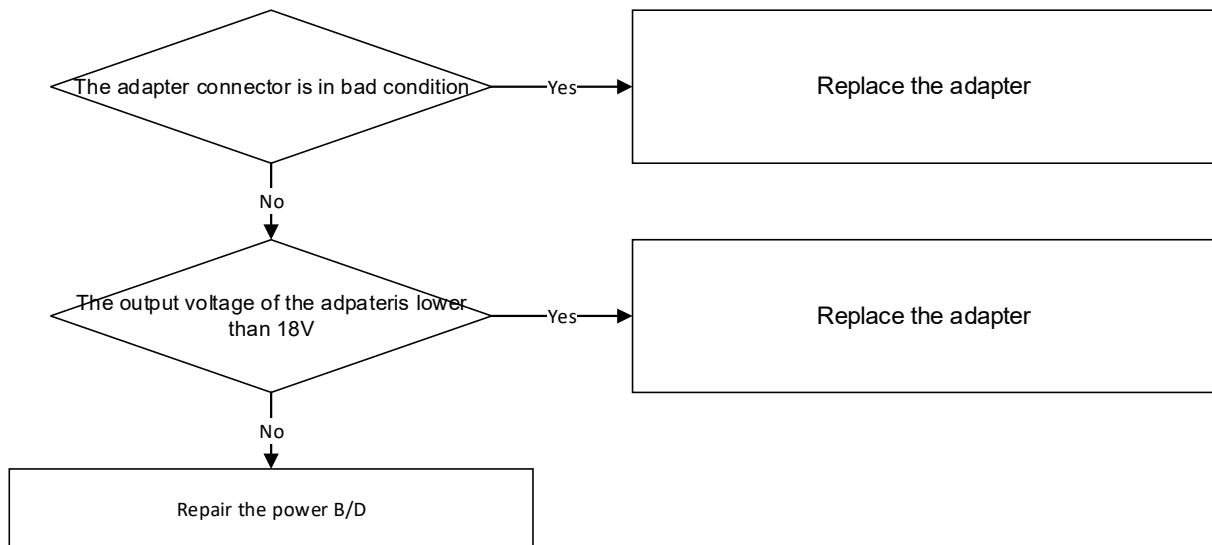 The adapter connector is in bad condition
Yes
Replace the adapter
No
The output voltage of the adpateris lower
than 18V
Yes
Replace the adapter
No
Repair the power B/D